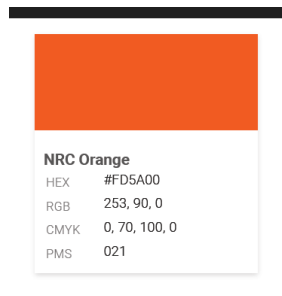 NRC Orange
HEX #FD5A00
RGB 253, 90, 0
CMYK 0, 70, 100, 0
PMS 021